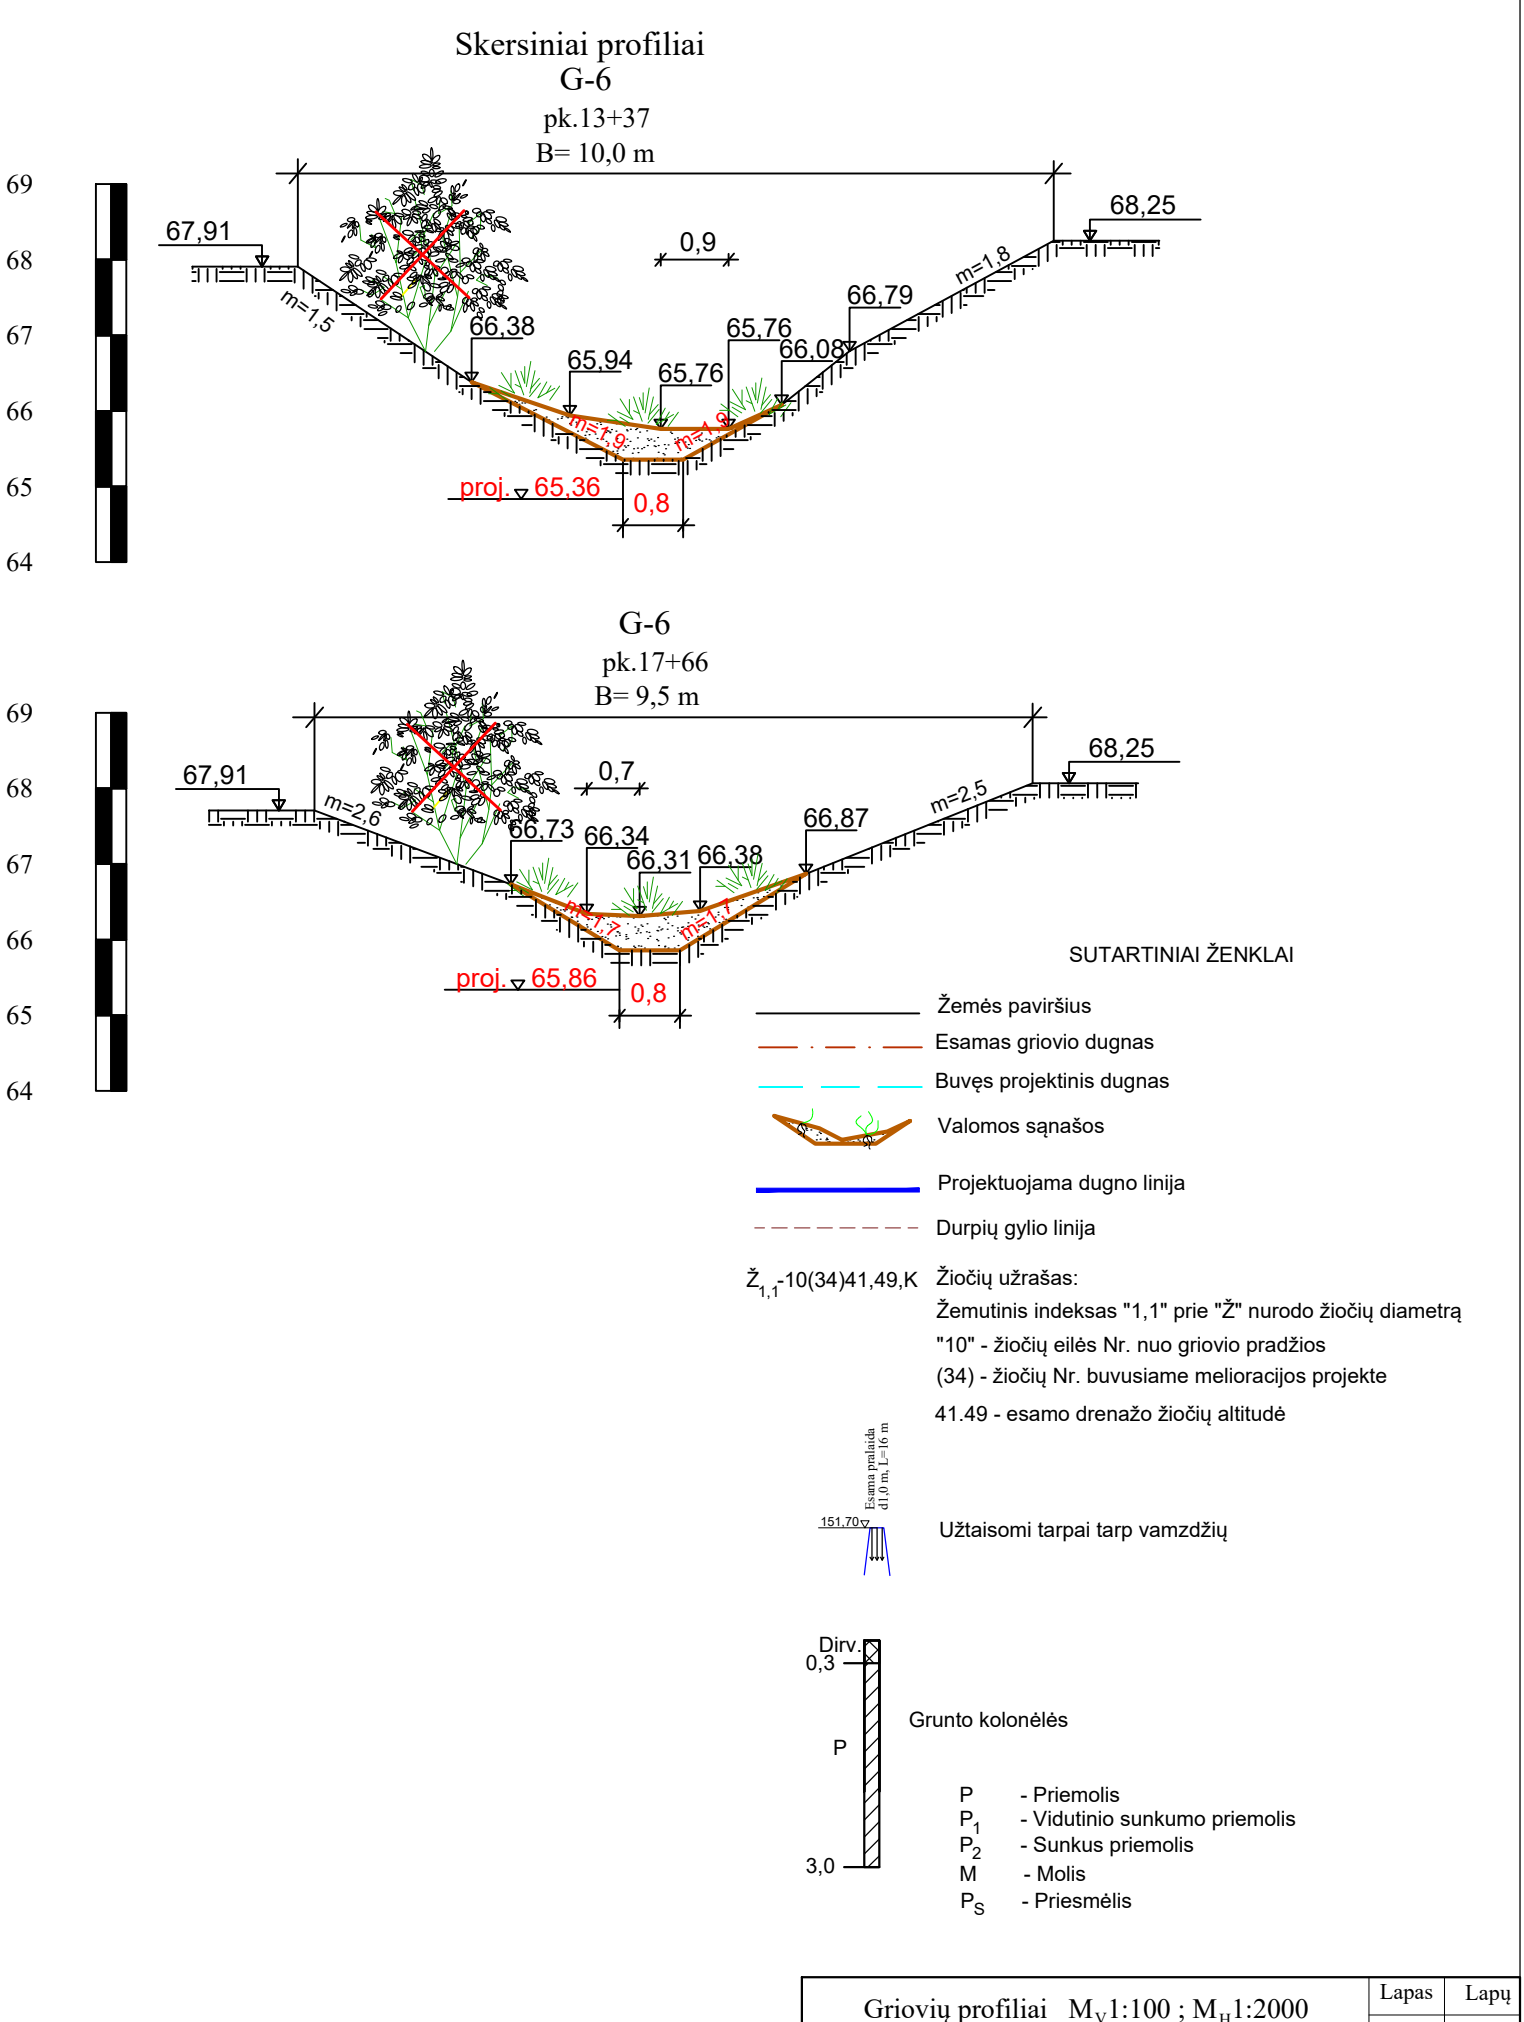 Skersiniai profiliai
G-6
pk.13+37
B= 10,0 m
69
68
67
66
65
64
67,91
68,25
0,9
m=1,5
m=1,8
66,38
65,94
65,76
65,76
66,08
66,79
m=1,9
m=1,9
proj. 65,36
0,8
G-6
pk.17+66
B= 9,5 m
69
68
67
66
65
64
67,91
68,25
0,7
m=2,6
m=2,5
66,73
66,34
66,31
66,38
66,87
m=1,7
m=1,7
proj. 65,86
0,8
SUTARTINIAI ŽENKLAI
Žemės paviršius
Esamas griovio dugnas
Buvęs projektinis dugnas
Valomos sąnašos
Projektuojama dugno linija
Durpių gylio linija
Ž1,1-10(34)41,49,K Žiočių užrašas:
Žemutinis indeksas "1,1" prie "Ž" nurodo žiočių diametrą
"10" - žiočių eilės Nr. nuo griovio pradžios
(34) - žiočių Nr. buvusiame melioracijos projekte
41.49 - esamo drenažo žiočių altitudė
Esama pralaida
d1,0 m, L=16 m
151,70
Užtaisomi tarpai tarp vamzdžių
Dirv.
0,3
P
3,0
Grunto kolonėlės
P - Priemolis
P1 - Vidutinio sunkumo priemolis
P2 - Sunkus priemolis
M - Molis
PS - Priesmėlis
Griovių profiliai MV1:100 ; MH1:2000
Lapas
Lapų